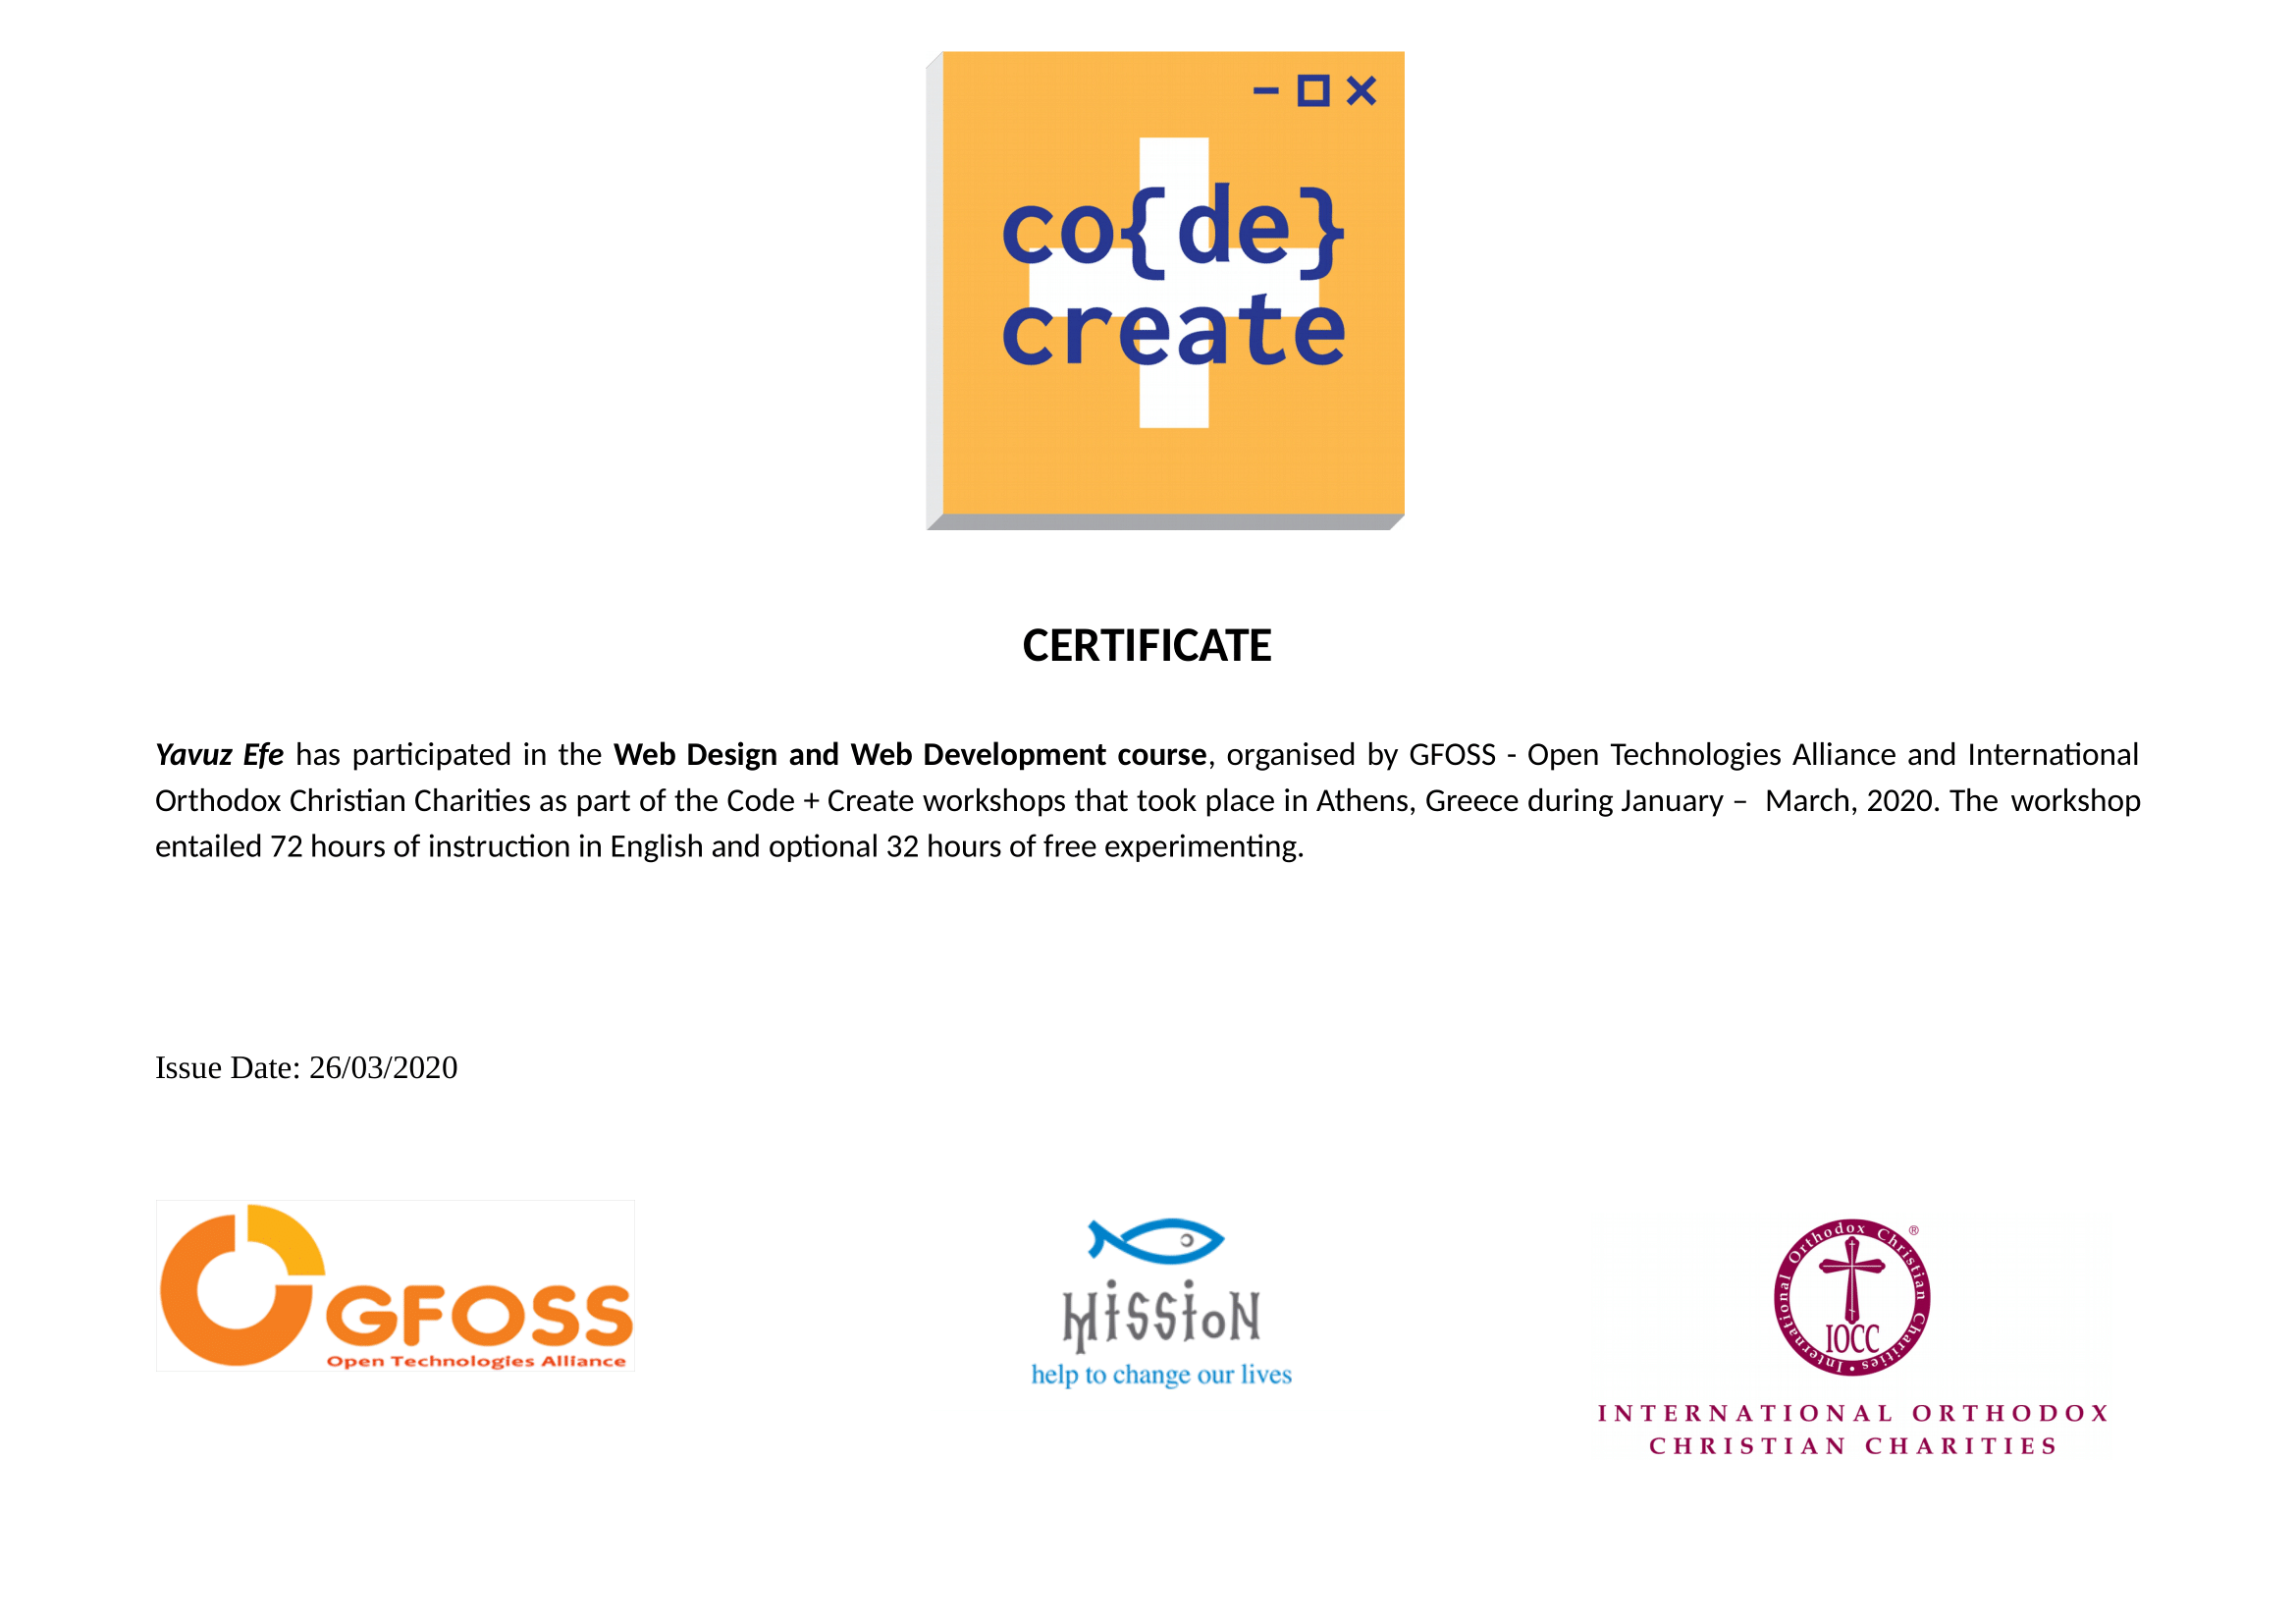 co{de}
create
CERTIFICATE
Yavuz Efe has participated in the Web Design and Web Development course, organised by GFOSS - Open Technologies Alliance and International
Orthodox Christian Charities as part of the Code + Create workshops that took place in Athens, Greece during January – March, 2020. The workshop
entailed 72 hours of instruction in English and optional 32 hours of free experimenting.
Issue Date: 26/03/2020
GFOSS
Open Technologies Alliance
MissioN
help to change our lives
International Orthodox Christian Charities •
®
IOCC
INTERNATIONAL ORTHODOX
CHRISTIAN CHARITIES